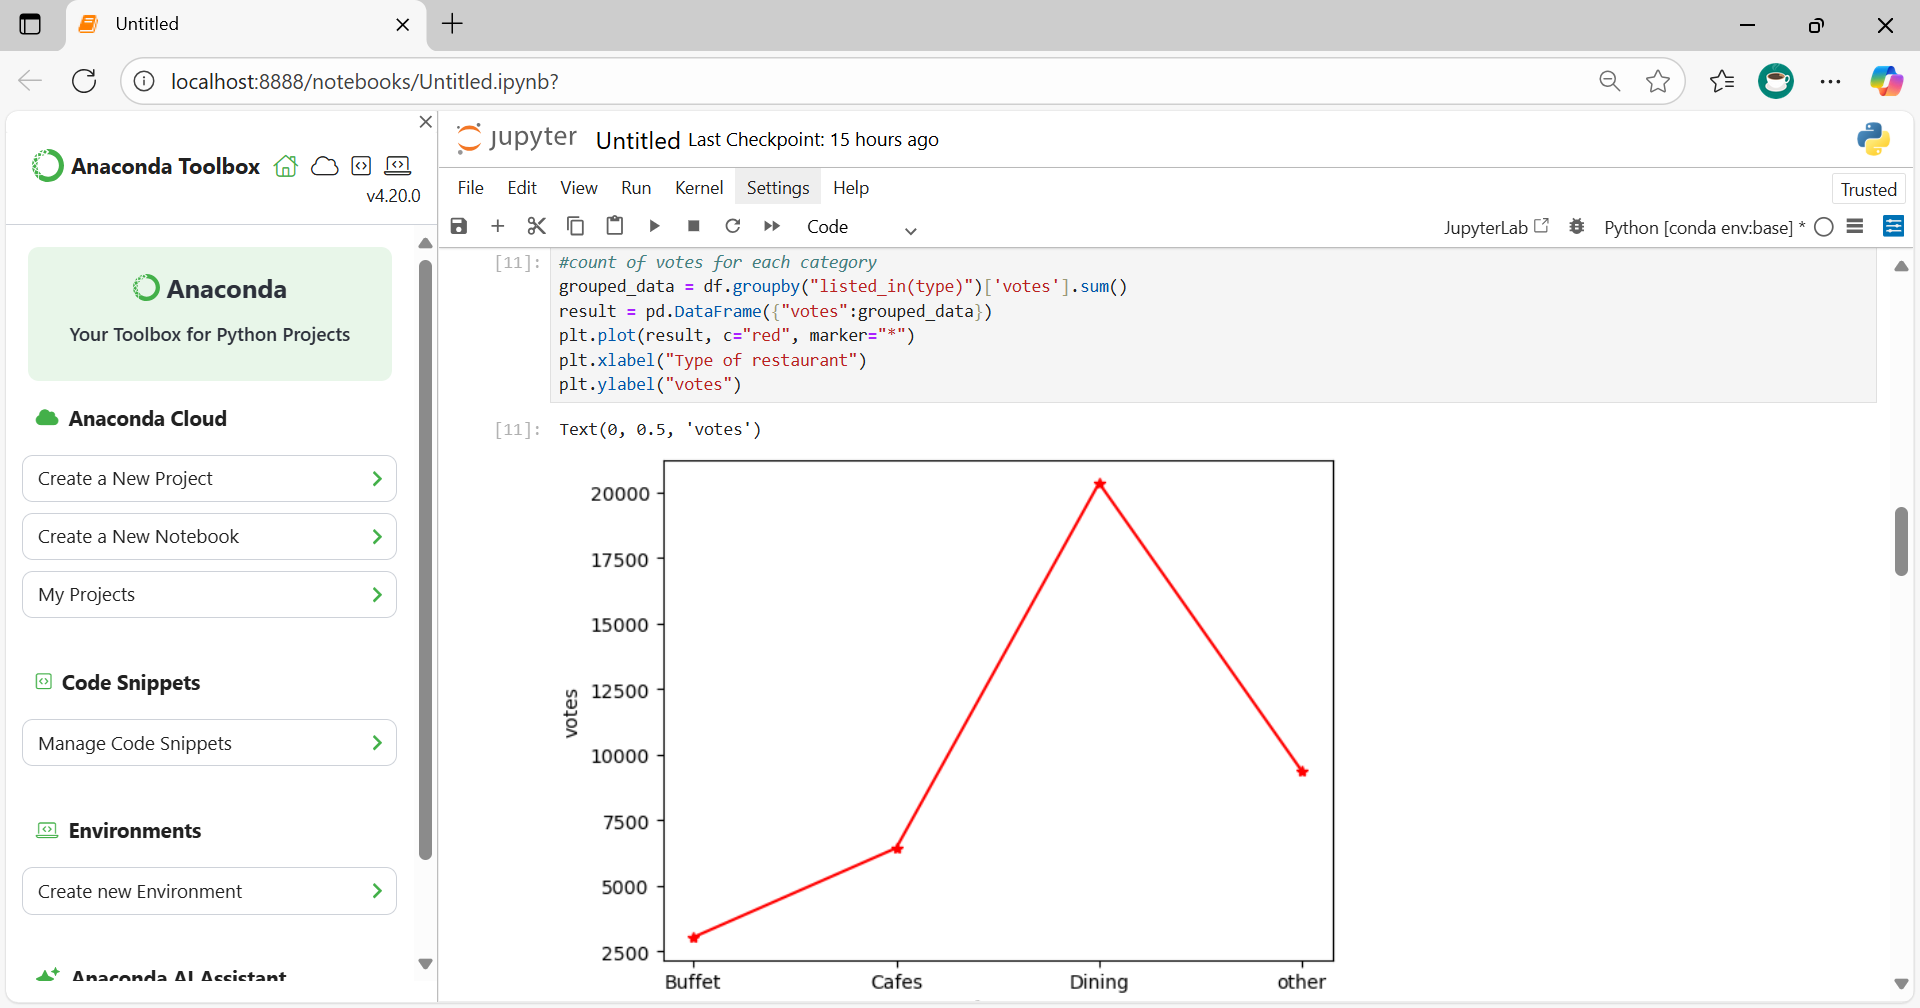 Untitled
localhost:8888/notebooks/Untitled.ipynb?
Anaconda Toolbox
v4.20.0
Anaconda
Your Toolbox for Python Projects
Anaconda Cloud
Create a New Project
Create a New Notebook
My Projects
Code Snippets
Manage Code Snippets
Environments
Create new Environment
Anaconda AI Assistant
jupyter Untitled Last Checkpoint: 15 hours ago
File Edit View Run Kernel Settings Help
Trusted
Code
JupyterLab
Python [conda env:base] *
[11]: #count of votes for each category
grouped_data = df.groupby("listed_in(type)")['votes'].sum()
result = pd.DataFrame({"votes":grouped_data})
plt.plot(result, c="red", marker="*")
plt.xlabel("Type of restaurant")
plt.ylabel("votes")
[11]: Text(0, 0.5, 'votes')
20000
17500
15000
12500
10000
7500
5000
2500
votes
Buffet Cafes Dining other